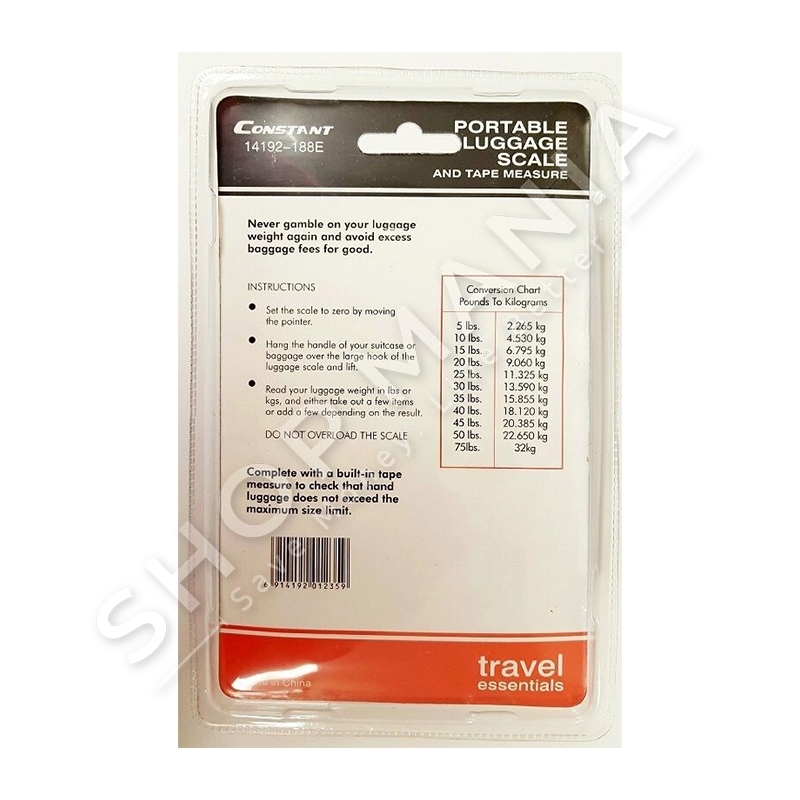 CONSTANT
14192-188E
PORTABLE
LUGGAGE
SCALE
AND TAPE MEASURE
Never gamble on your luggage
weight again and avoid excess
baggage fees for good.
INSTRUCTIONS
• Set the scale to zero by moving
the pointer.
• Hang the handle of your suitcase or
baggage over the large hook of the
luggage scale and lift.
• Read your luggage weight in lbs or
kgs, and either take out a few items
or add a few depending on the result.
DO NOT OVERLOAD THE SCALE
Complete with a built-in tape
measure to check that hand
luggage does not exceed the
maximum size limit.
Conversion Chart
Pounds To Kilograms
5 lbs. 2.265 kg
10 lbs. 4.530 kg
15 lbs. 6.795 kg
20 lbs. 9.060 kg
25 lbs. 11.325 kg
30 lbs. 13.590 kg
35 lbs. 15.855 kg
40 lbs. 18.120 kg
45 lbs. 20.385 kg
50 lbs. 22.650 kg
75lbs. 32kg
6 914192 012359
in China
travel
essentials
SHOPMANIA
Save Money. Live Better